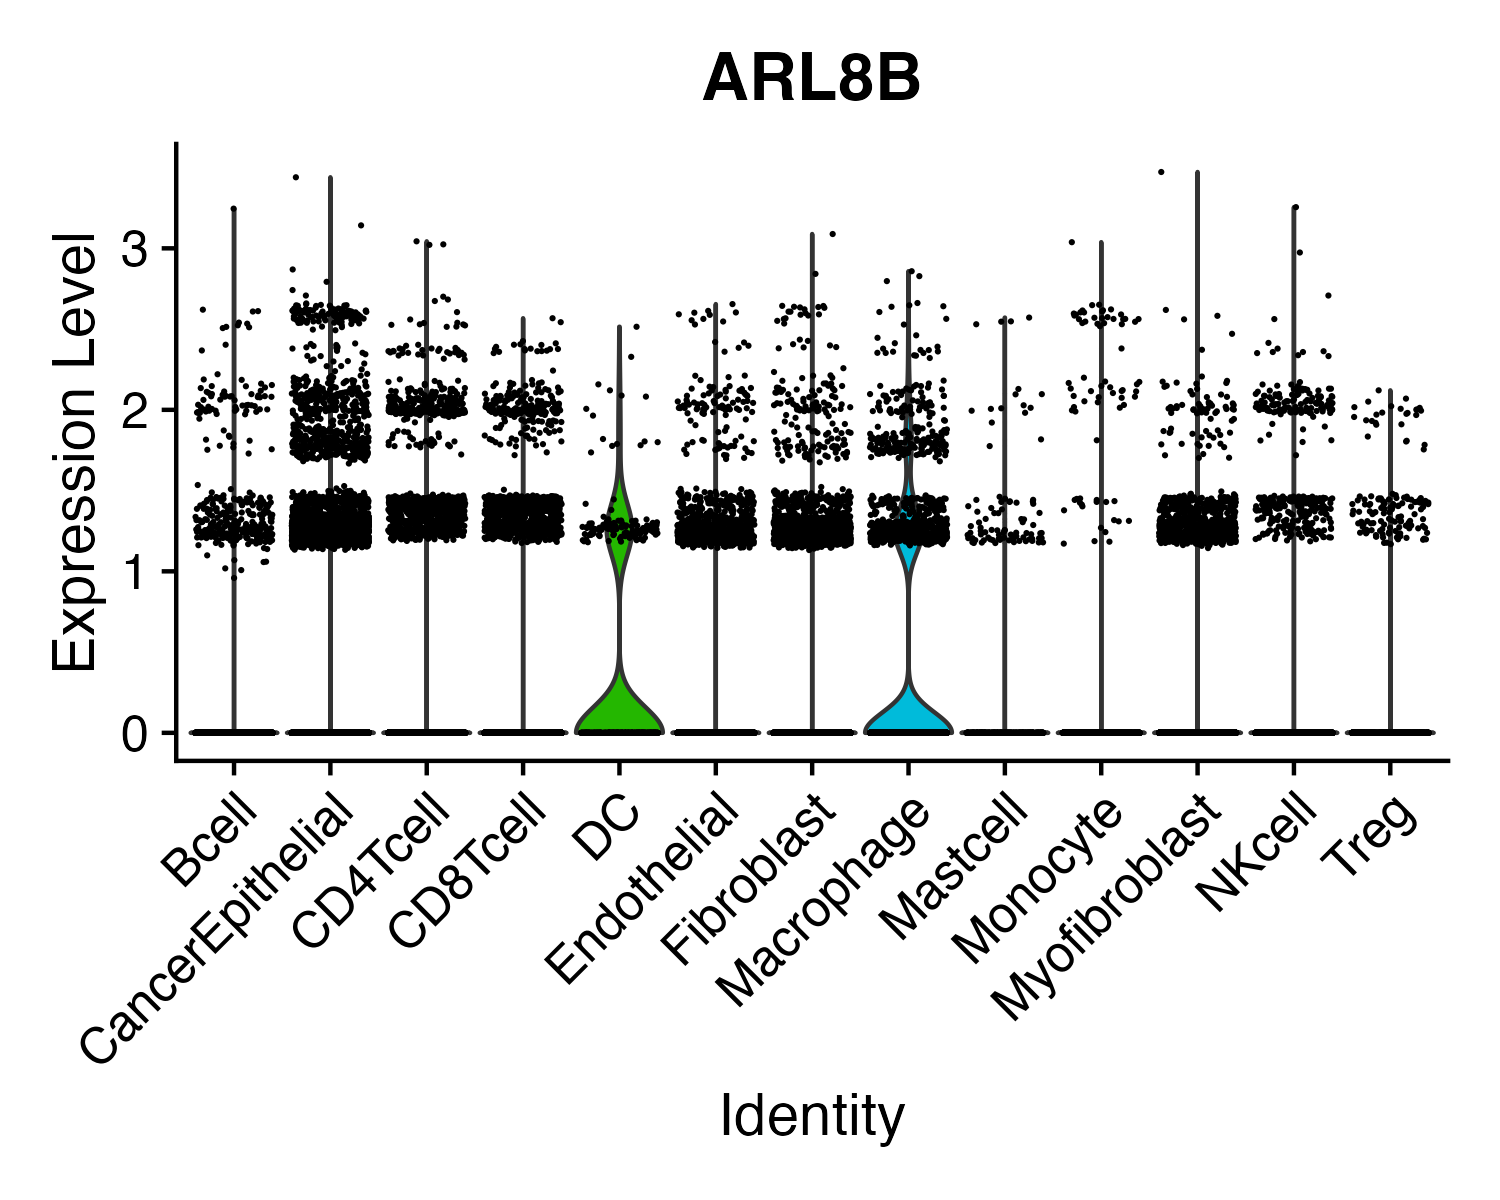 ARL8B
Expression Level
3
2
1
0
Bcell
CancerEpithelial
CD4Tcell
CD8Tcell
DC
Endothelial
Fibroblast
Macrophage
Mastcell
Monocyte
Myofibroblast
NKcell
Treg
Identity